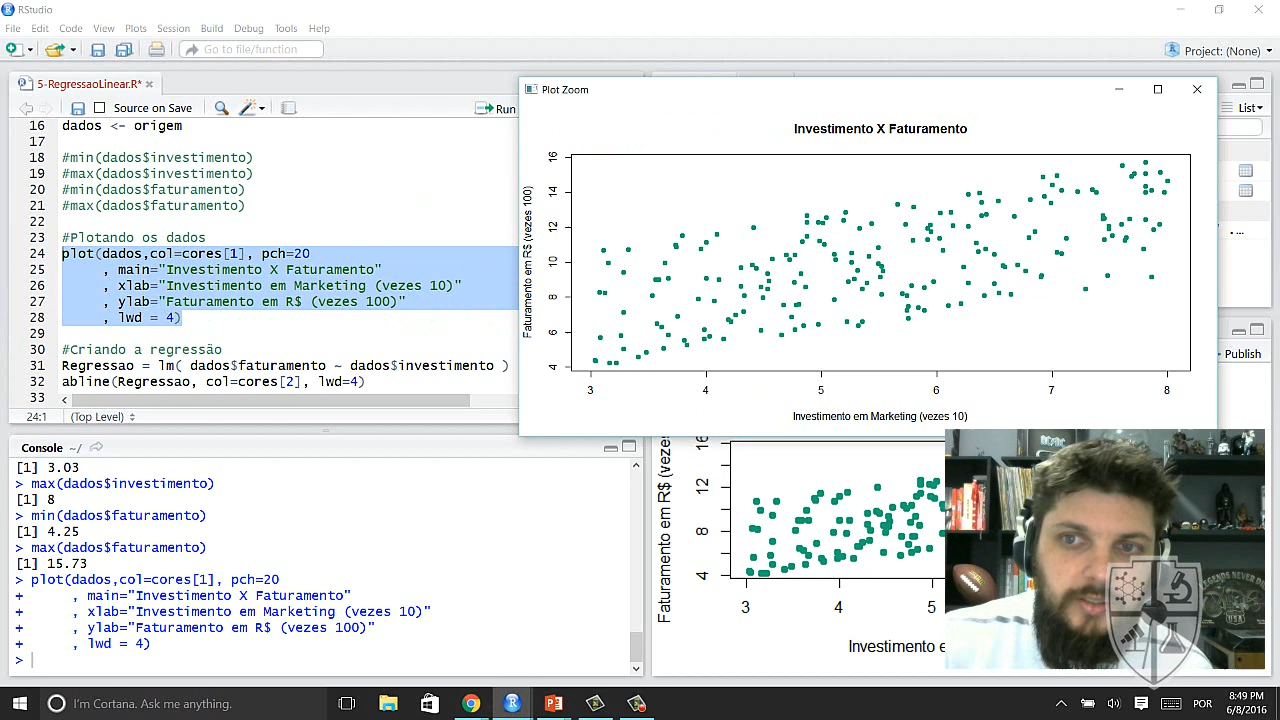 RStudio
File Edit Code View Plots Session Build Debug Tools Help
Go to file/function
Project: (None)
5-RegressaoLinear.R*
Source on Save
Run
List
16 dados <- origem
17
18 #min(dados$investimento)
19 #max(dados$investimento)
20 #min(dados$faturamento)
21 #max(dados$faturamento)
22
23 #Plotando os dados
24 plot(dados,col=cores[1], pch=20
25 , main="Investimento X Faturamento"
26 , xlab="Investimento em Marketing (vezes 10)"
27 , ylab="Faturamento em R$ (vezes 100)"
28 , lwd = 4)
29
30 #Criando a regressão
31 Regressao = lm( dados$faturamento ~ dados$investimento )
32 abline(Regressao, col=cores[2], lwd=4)
33
24:1 (Top Level)
Console ~/
[1] 3.03
> max(dados$investimento)
[1] 8
> min(dados$faturamento)
[1] 4.25
> max(dados$faturamento)
[1] 15.73
> plot(dados,col=cores[1], pch=20
+ , main="Investimento X Faturamento"
+ , xlab="Investimento em Marketing (vezes 10)"
+ , ylab="Faturamento em R$ (vezes 100)"
+ , lwd = 4)
>
Plot Zoom
Investimento X Faturamento
Faturamento em R$ (vezes 100)
16
14
12
10
8
6
4
3 4 5 6 7 8
Investimento em Marketing (vezes 10)
...
Publish
Faturamento em R$ (vezes
16
12
8
4
3 4 5
Investimento e
AC/DC
LEGENDS NEVER DIE
USA
I'm Cortana. Ask me anything.
POR
8:49 PM
6/8/2016